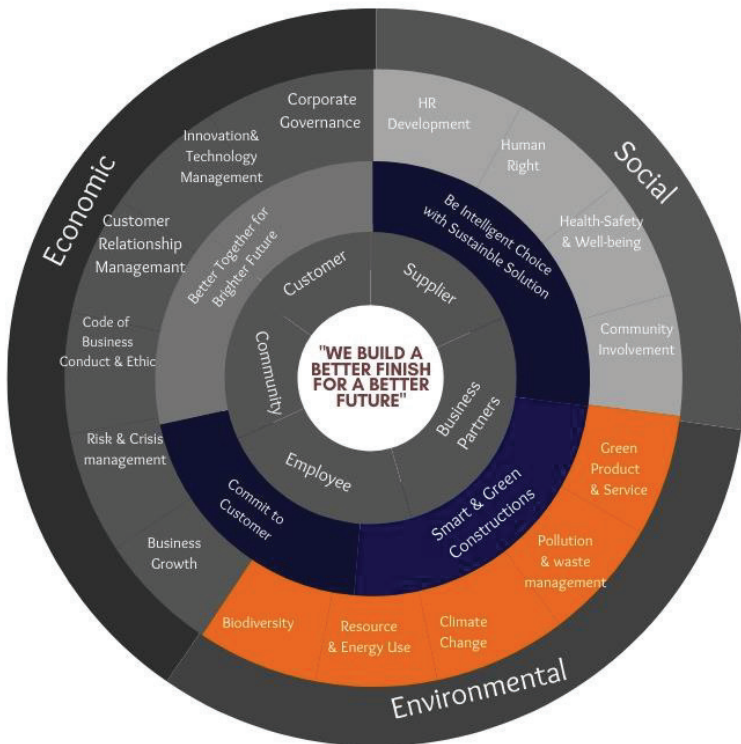 Economic
Social
Environmental
Corporate
Governance
Innovation&
Technology
Management
Customer
Relationship
Managemant
Code of
Business
Conduct & Ethic
Risk & Crisis
management
Business
Growth
HR
Development
Human
Right
Health-Safety
& Well-being
Community
Involvement
Green
Product
& Service
Pollution
& waste
management
Climate
Change
Resource
& Energy Use
Biodiversity
Better Together for
Brighter Future
Be Intelligent Choice
with Sustainble Solution
Smart & Green
Constructions
Commit to
Customer
Customer
Supplier
Business
Partners
Employee
Community
"WE BUILD A
BETTER FINISH
FOR A BETTER
FUTURE"